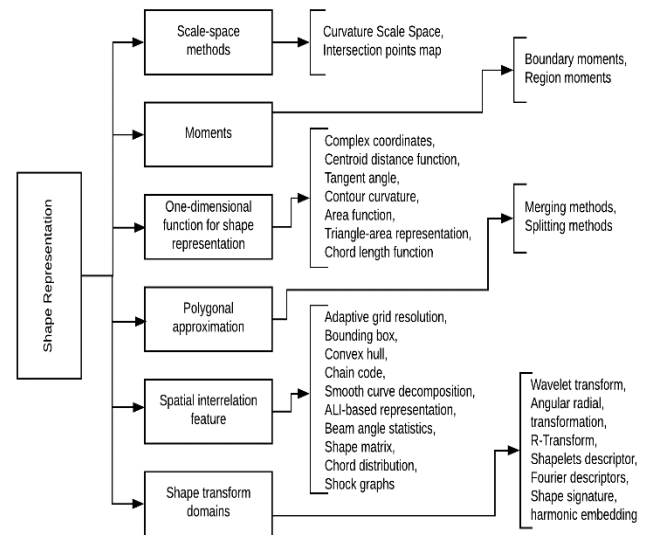 Shape Representation
Scale-space
methods
Curvature Scale Space,
Intersection points map
Moments
Boundary moments,
Region moments
One-dimensional
function for shape
representation
Complex coordinates,
Centroid distance function,
Tangent angle,
Contour curvature,
Area function,
Triangle-area representation,
Chord length function
Polygonal
approximation
Merging methods,
Splitting methods
Spatial interrelation
feature
Adaptive grid resolution,
Bounding box,
Convex hull,
Chain code,
Smooth curve decomposition,
ALI-based representation,
Beam angle statistics,
Shape matrix,
Chord distribution,
Shock graphs
Shape transform
domains
Wavelet transform,
Angular radial,
transformation,
R-Transform,
Shapelets descriptor,
Fourier descriptors,
Shape signature,
harmonic embedding